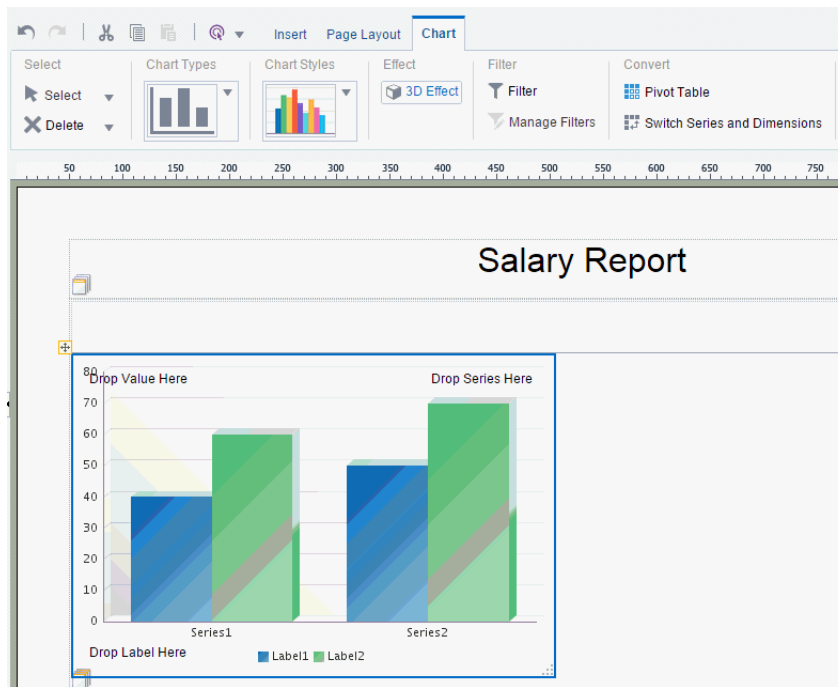 Insert Page Layout Chart
Select Chart Types Chart Styles Effect Filter Convert
Select 3D Effect Filter Pivot Table
Delete Manage Filters Switch Series and Dimensions
50 100 150 200 250 300 350 400 450 500 550 600 650 700 750
Salary Report
80
Drop Value Here Drop Series Here
70
60
50
40
30
20
10
0
Series1 Series2
Drop Label Here Label1 Label2